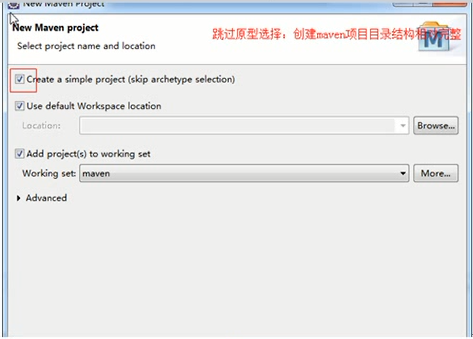 New Maven Project
New Maven project
Select project name and location
跳过原型选择：创建maven项目目录结构相对完整
M
Create a simple project (skip archetype selection)
Use default Workspace location
Location:
Browse...
Add project(s) to working set
Working set:
maven
More...
Advanced